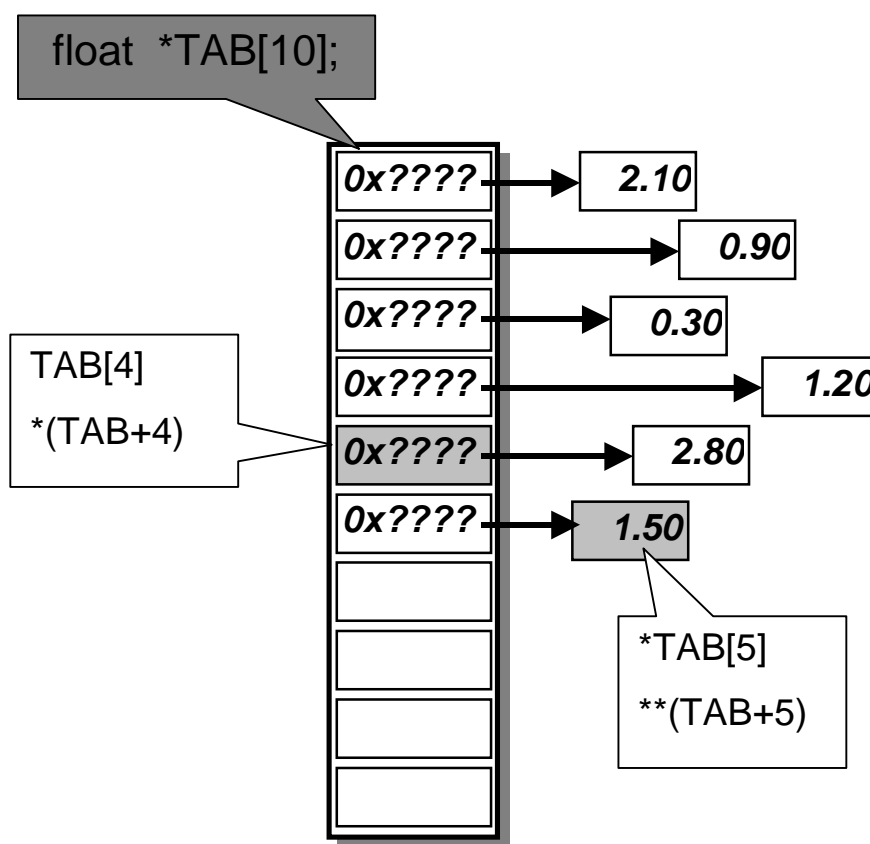 float *TAB[10];
0x???? 2.10
0x???? 0.90
0x???? 0.30
TAB[4]
*(TAB+4)
0x???? 1.20
0x???? 2.80
0x???? 1.50
*TAB[5]
**(TAB+5)